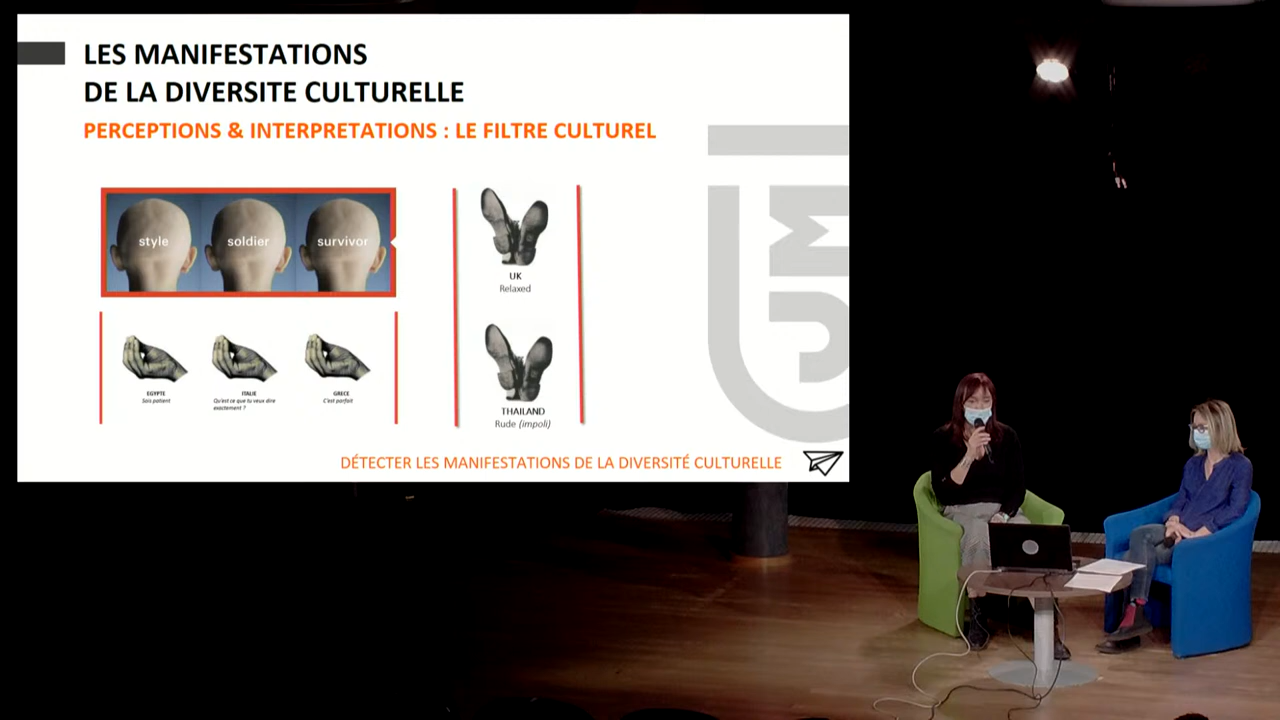 LES MANIFESTATIONS
DE LA DIVERSITE CULTURELLE
PERCEPTIONS & INTERPRETATIONS : LE FILTRE CULTUREL
style
soldier
survivor
EGYPTE
Sois patient
ITALIE
Qu'est ce que tu veux dire
exactement ?
GRECE
C'est parfait
UK
Relaxed
THAILAND
Rude (impoli)
UM
DÉTECTER LES MANIFESTATIONS DE LA DIVERSITÉ CULTURELLE